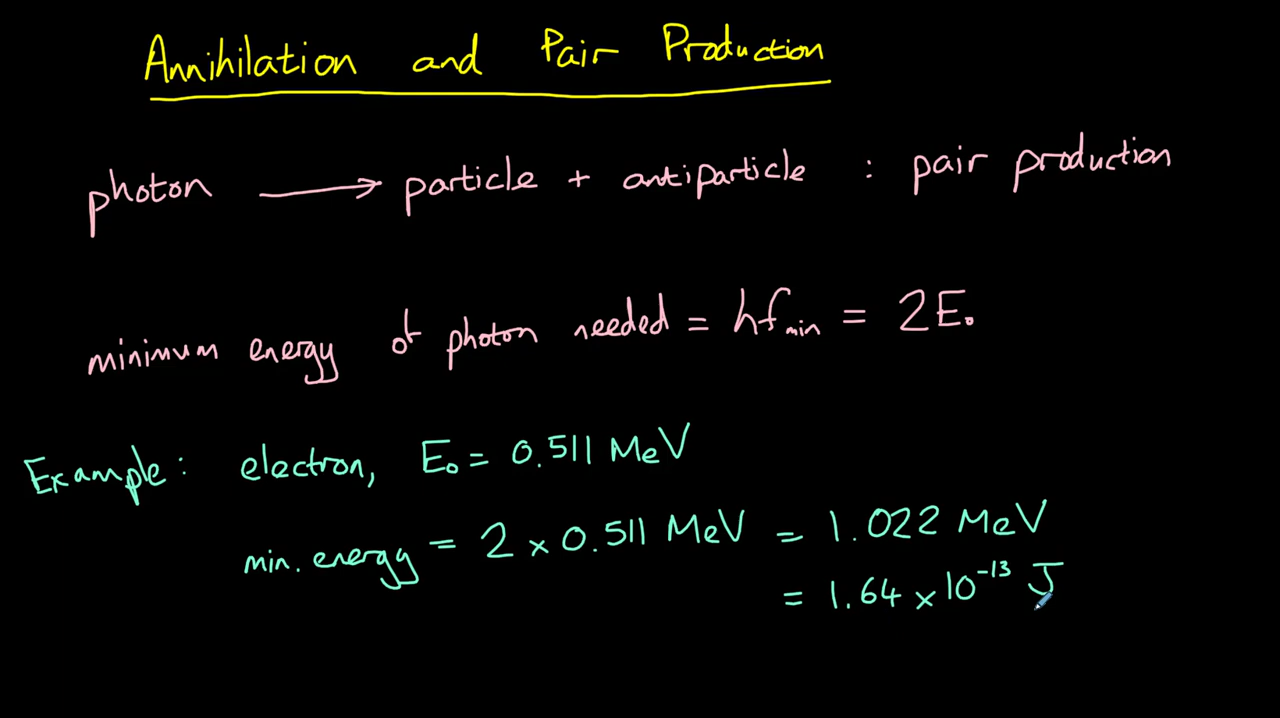 Annihilation and Pair Production
photon ⟶ particle + antiparticle : pair production
minimum energy of photon needed = hf_min = 2E₀
Example: electron, E₀ = 0.511 MeV
min. energy = 2 × 0.511 MeV = 1.022 MeV
= 1.64 × 10⁻¹³ J